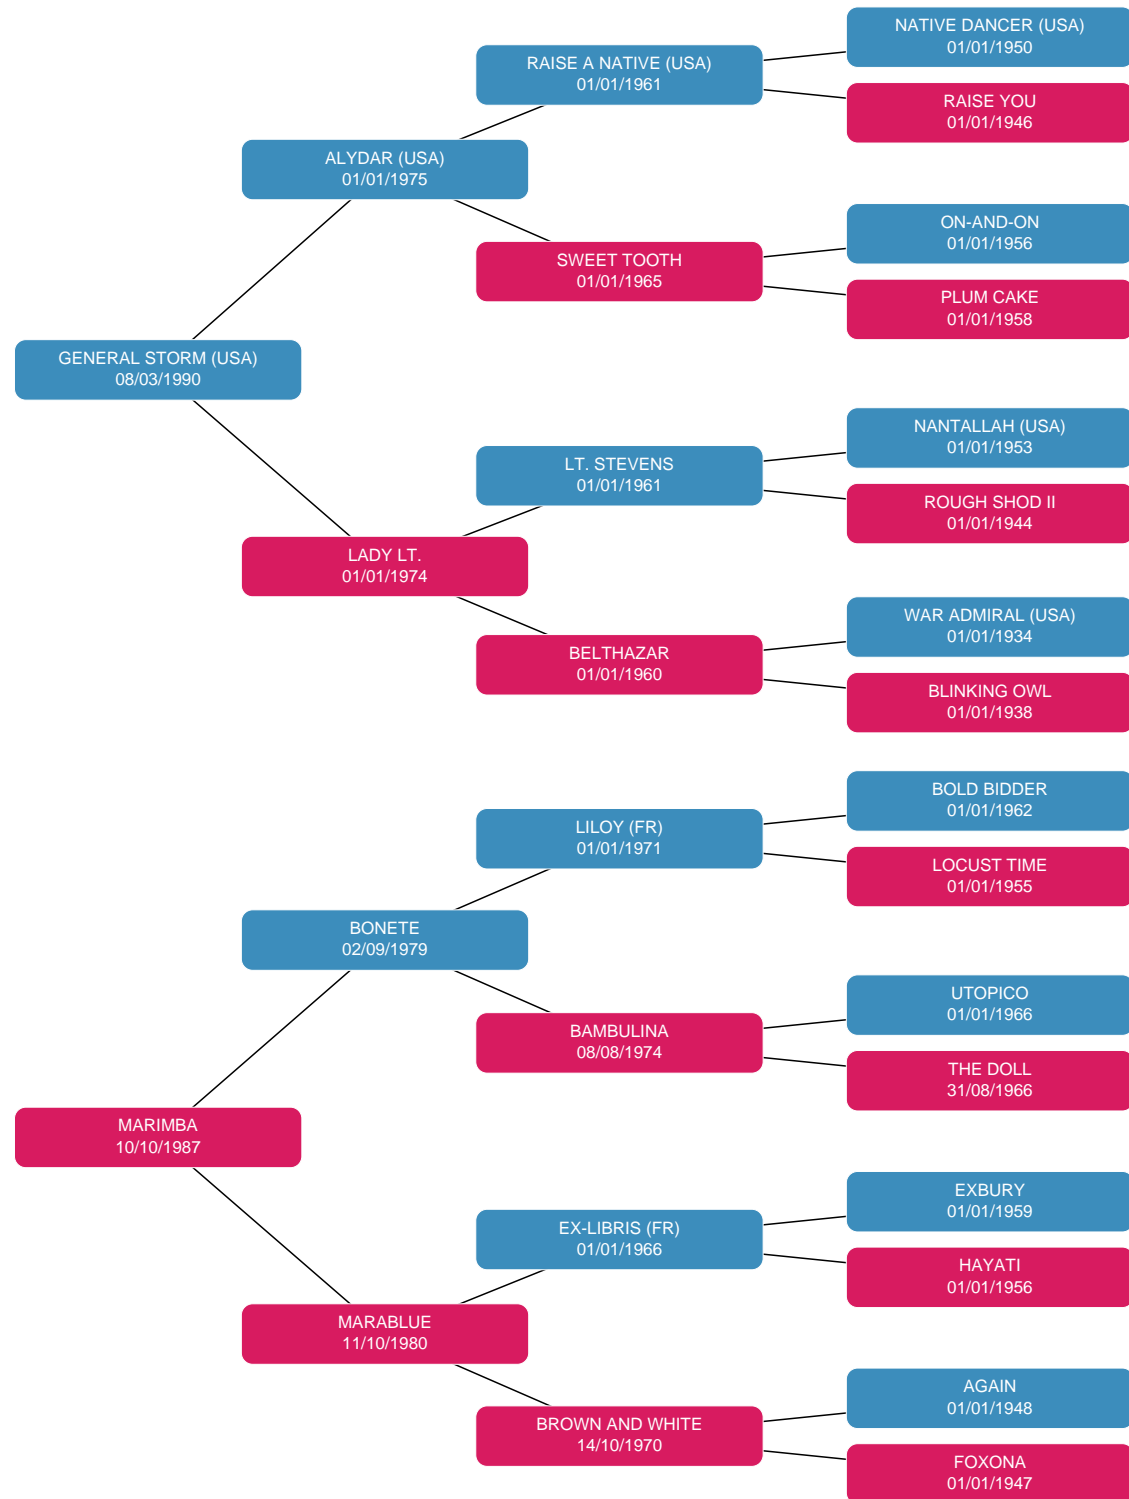 NATIVE DANCER (USA)
01/01/1950
RAISE A NATIVE (USA)
01/01/1961
RAISE YOU
01/01/1946
ALYDAR (USA)
01/01/1975
ON-AND-ON
01/01/1956
SWEET TOOTH
01/01/1965
PLUM CAKE
01/01/1958
GENERAL STORM (USA)
08/03/1990
NANTALLAH (USA)
01/01/1953
LT. STEVENS
01/01/1961
ROUGH SHOD II
01/01/1944
LADY LT.
01/01/1974
WAR ADMIRAL (USA)
01/01/1934
BELTHAZAR
01/01/1960
BLINKING OWL
01/01/1938
BOLD BIDDER
01/01/1962
LILOY (FR)
01/01/1971
LOCUST TIME
01/01/1955
BONETE
02/09/1979
UTOPICO
01/01/1966
BAMBULINA
08/08/1974
THE DOLL
31/08/1966
MARIMBA
10/10/1987
EXBURY
01/01/1959
EX-LIBRIS (FR)
01/01/1966
HAYATI
01/01/1956
MARABLUE
11/10/1980
AGAIN
01/01/1948
BROWN AND WHITE
14/10/1970
FOXONA
01/01/1947